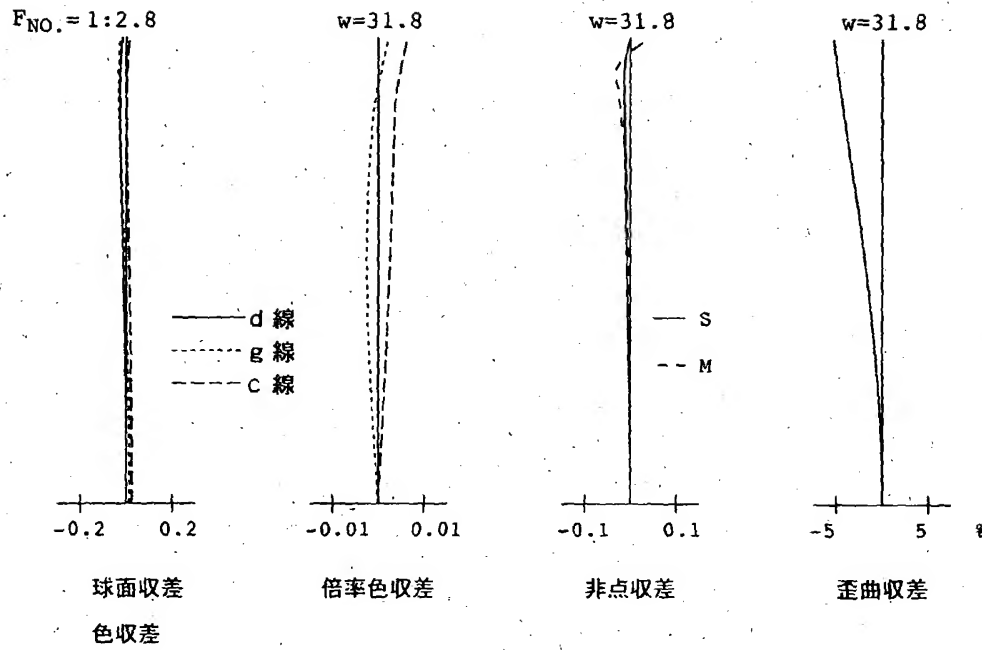 FNO.=1:2.8 w=31.8 w=31.8 w=31.8
d 線
g 線
C 線
S
M
-0.2 0.2 -0.01 0.01 -0.1 0.1 -5 5 %
球面収差 倍率色収差 非点収差 歪曲収差
色収差